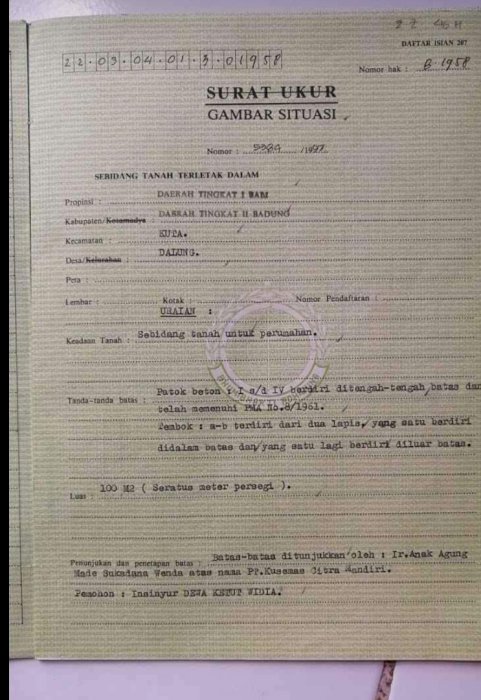 DAFTAR ISIAN 207
22.03.04.01.3.01958
Nomor hak : B.1958
SURAT UKUR
GAMBAR SITUASI
Nomor : /1997
SEBIDANG TANAH TERLETAK DALAM
Propinsi : DAERAH TINGKAT I BALI
Kabupaten/Kotamadya : DAERAH TINGKAT II BADUNG
Kecamatan : KUTA.
Desa/Kelurahan : DALUNG.
Peta :
Lembar : Kotak : Nomor Pendaftaran :
URAIAN :
Keadaan Tanah : Sebidang tanah untuk perumahan.
Tanda-tanda batas : Patok beton : I s/d IV berdiri ditengah-tengah batas dan
telah memenuhi PMA No.8/1961.
Tembok : a-b terdiri dari dua lapis, yang satu berdiri
didalam batas dan yang satu lagi berdiri diluar batas.
Luas : 100 M2 ( Seratus meter persegi ).
Penunjukan dan penetapan batas : Batas-batas ditunjukkan oleh : Ir.Anak Agung
Made Sukadana Wenda atas nama PT.Kusemas Citra Mandiri.
Pemohon : Insinyur DEWA KETUT WIDIA.